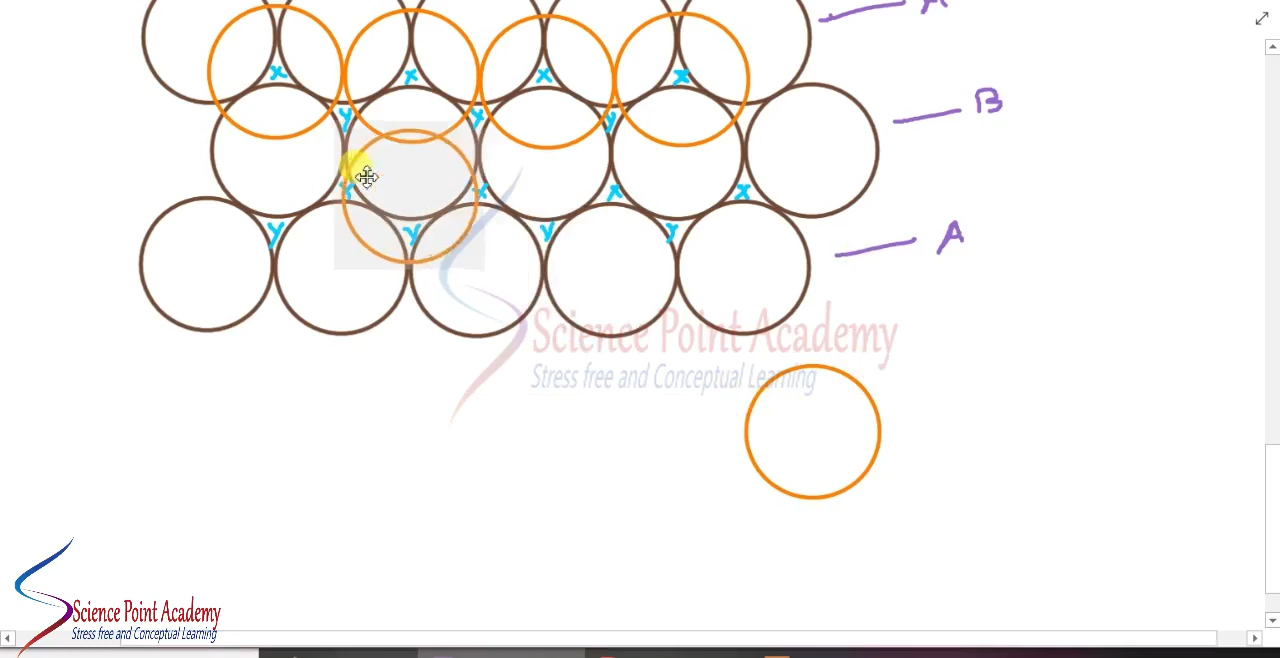 A
x x x x
B
y x y
x x x x
y y y y
A
Science Point Academy
Stress free and Conceptual Learning
Science Point Academy
Stress free and Conceptual Learning